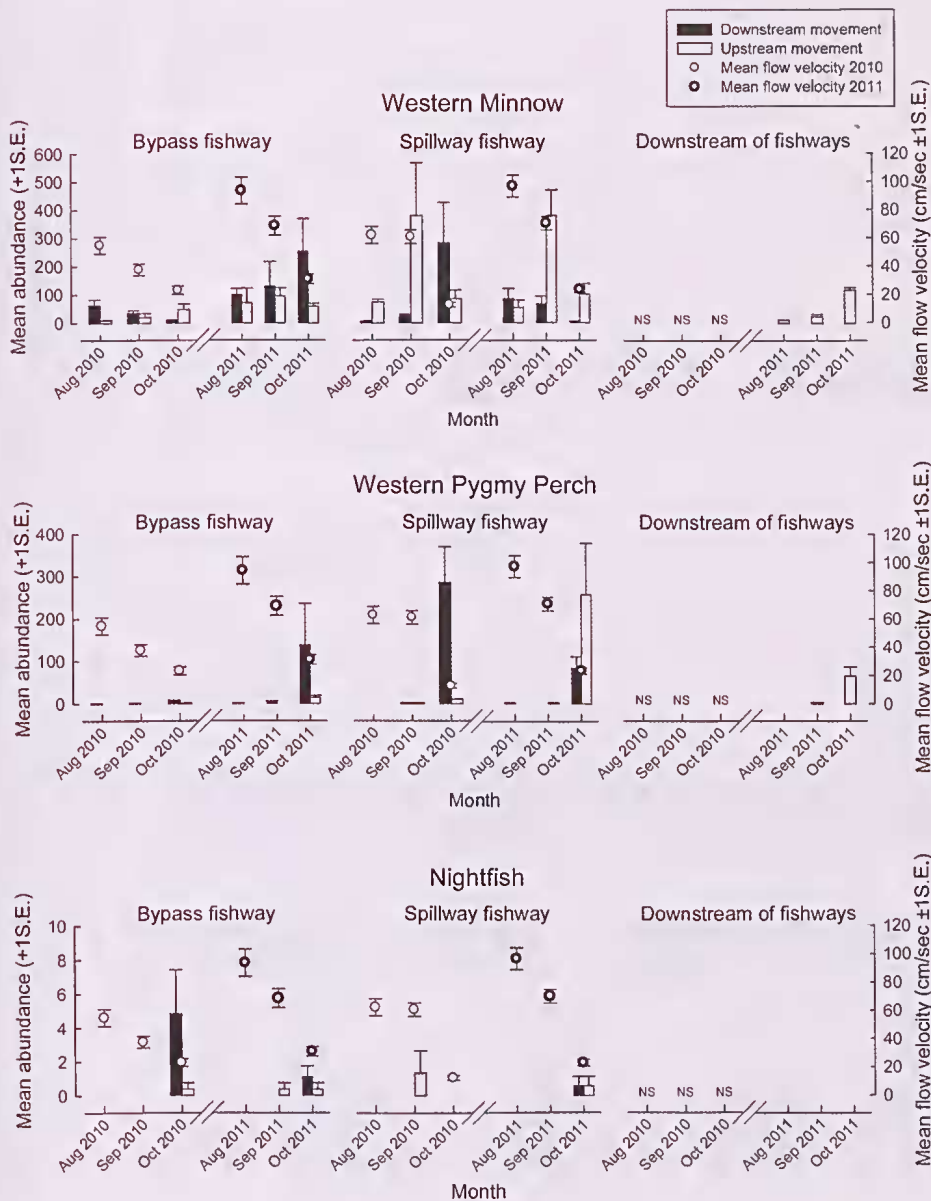 Downstream movement
Upstream movement
Mean flow velocity 2010
Mean flow velocity 2011
Western Minnow
Bypass fishway
Spillway fishway
Downstream of fishways
Mean abundance (+1S.E.)
600
500
400
300
200
100
0
120
100
80
60
40
20
0
Mean flow velocity (cm/sec ±1S.E.)
NS NS NS
Aug 2010 Sep 2010 Oct 2010 Aug 2011 Sep 2011 Oct 2011
Aug 2010 Sep 2010 Oct 2010 Aug 2011 Sep 2011 Oct 2011
Aug 2010 Sep 2010 Oct 2010 Aug 2011 Sep 2011 Oct 2011
Month
Western Pygmy Perch
Bypass fishway
Spillway fishway
Downstream of fishways
Mean abundance (+1S.E.)
400
300
200
100
0
120
100
80
60
40
20
0
Mean flow velocity (cm/sec ±1S.E.)
NS NS NS
Aug 2010 Sep 2010 Oct 2010 Aug 2011 Sep 2011 Oct 2011
Aug 2010 Sep 2010 Oct 2010 Aug 2011 Sep 2011 Oct 2011
Aug 2010 Sep 2010 Oct 2010 Aug 2011 Sep 2011 Oct 2011
Month
Nightfish
Bypass fishway
Spillway fishway
Downstream of fishways
Mean abundance (+1S.E.)
10
8
6
4
2
0
120
100
80
60
40
20
0
Mean flow velocity (cm/sec ±1S.E.)
NS NS NS
Aug 2010 Sep 2010 Oct 2010 Aug 2011 Sep 2011 Oct 2011
Aug 2010 Sep 2010 Oct 2010 Aug 2011 Sep 2011 Oct 2011
Aug 2010 Sep 2010 Oct 2010 Aug 2011 Sep 2011 Oct 2011
Month